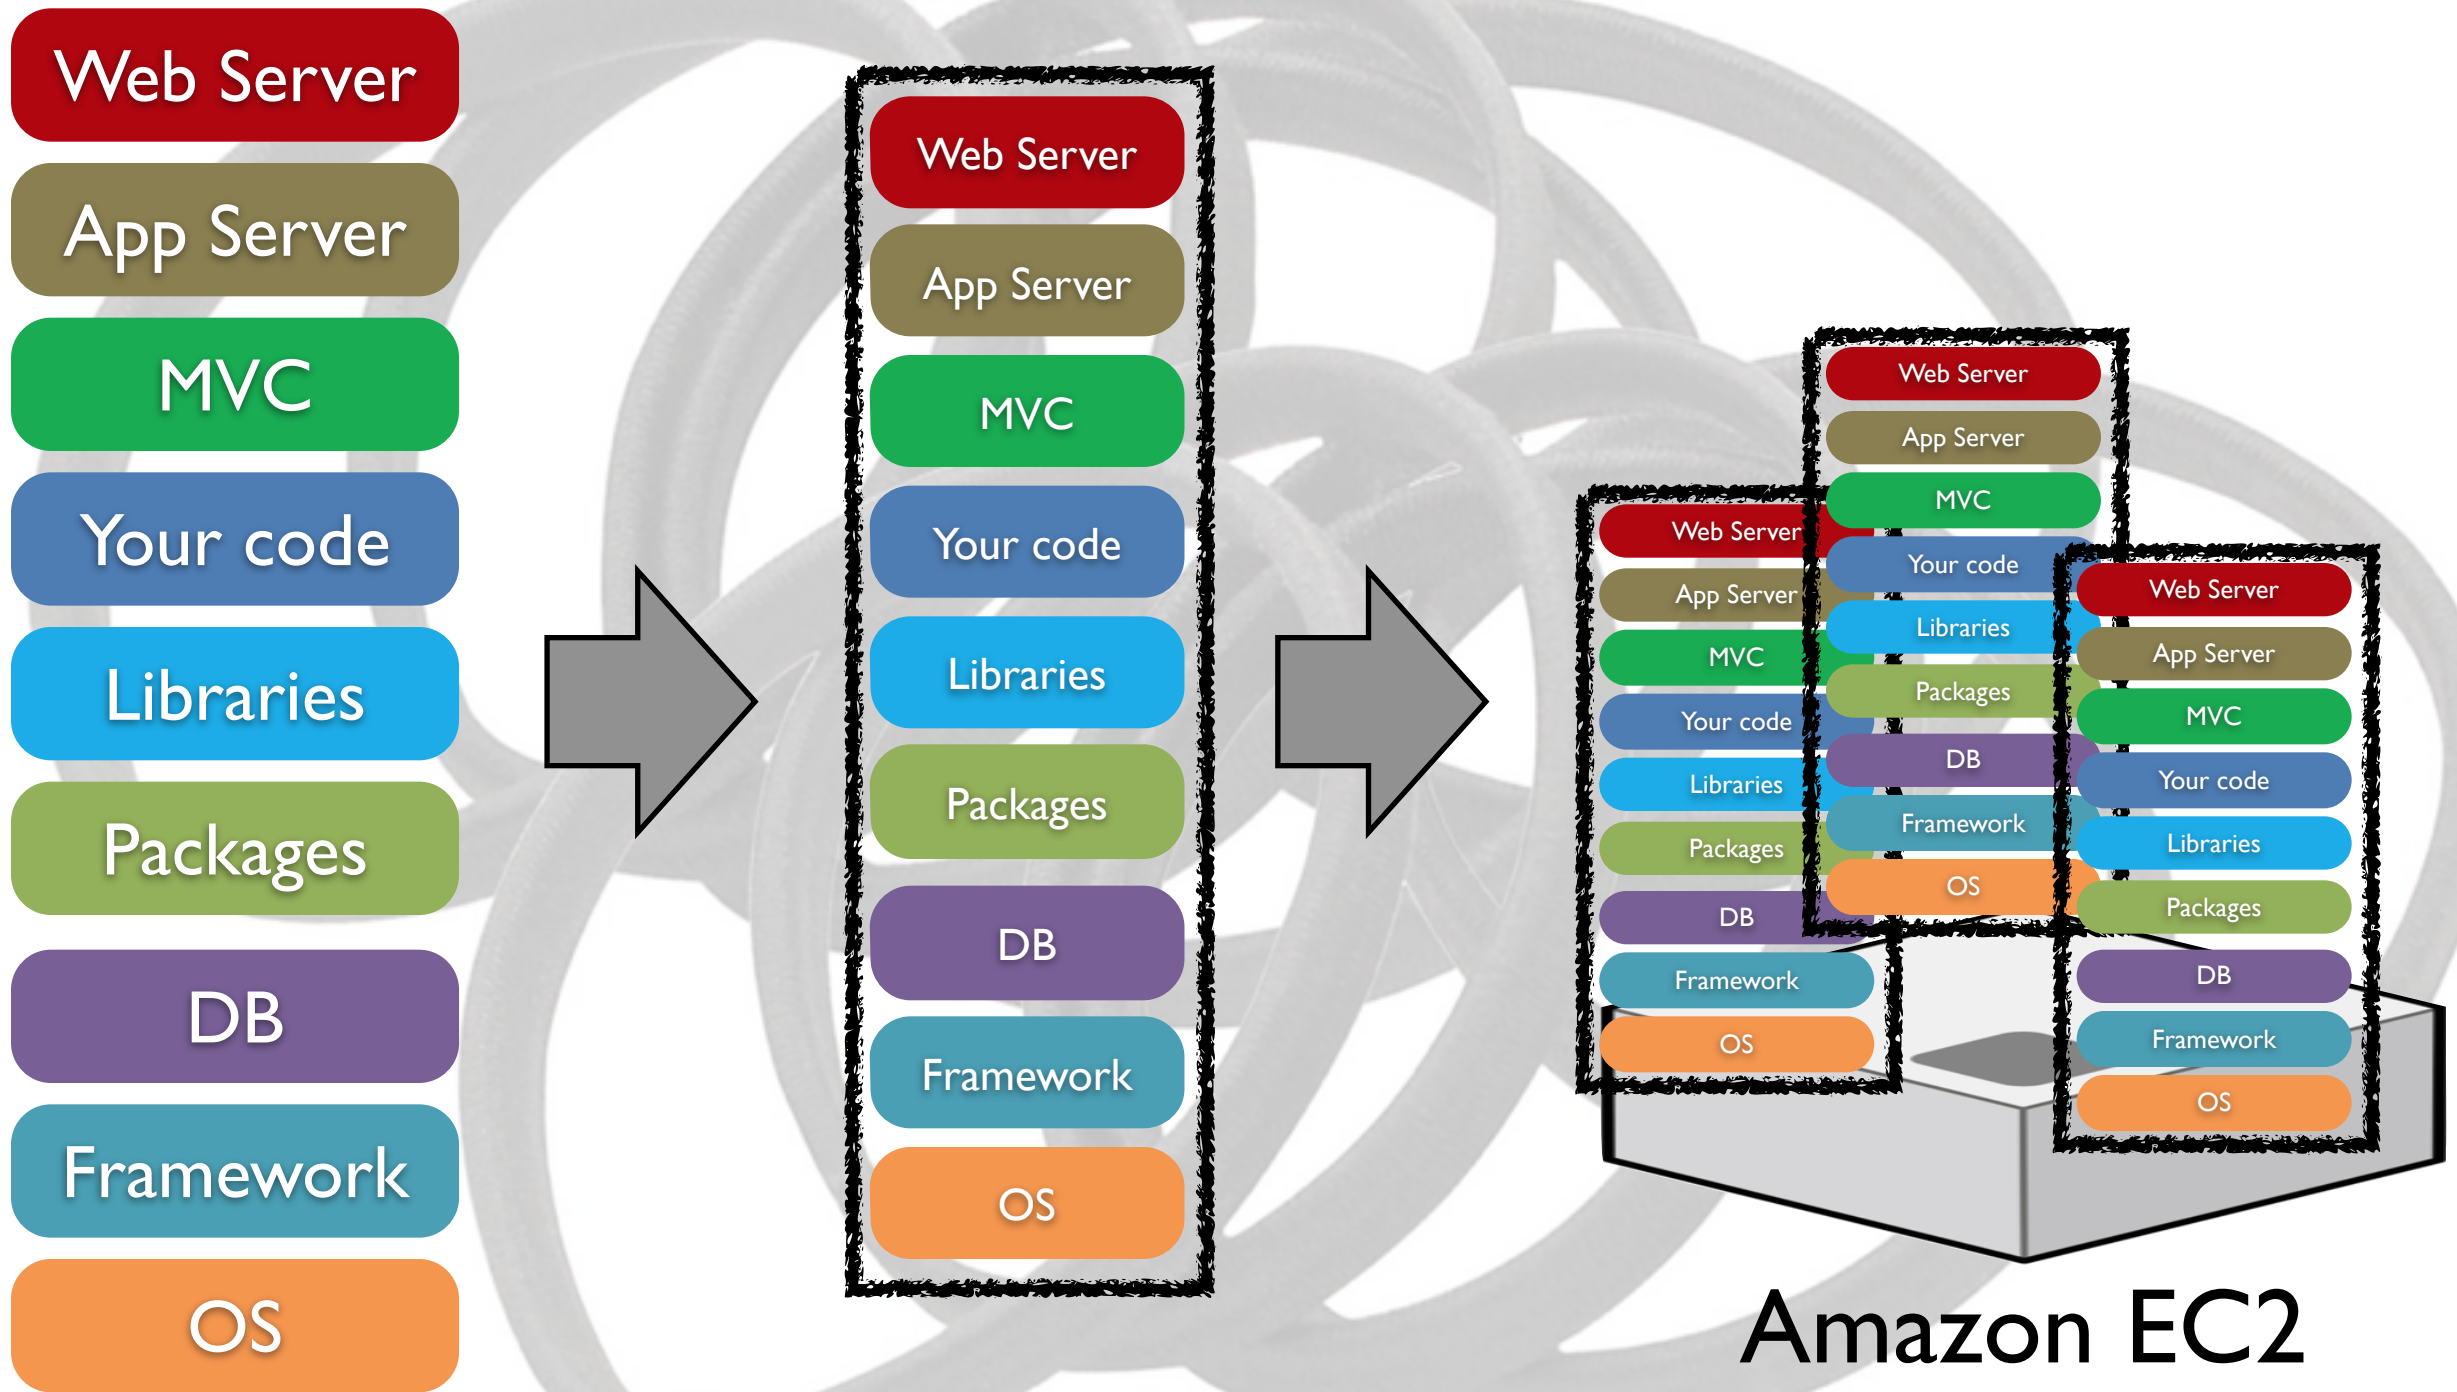 Web Server
App Server
MVC
Your code
Libraries
Packages
DB
Framework
OS
Web Server
App Server
MVC
Your code
Libraries
Packages
DB
Framework
OS
Web Server
App Server
MVC
Your code
Libraries
Packages
DB
Framework
OS
Web Server
App Server
MVC
Your code
Libraries
Packages
DB
Framework
OS
Web Server
App Server
MVC
Your code
Libraries
Packages
DB
Framework
OS
Amazon EC2